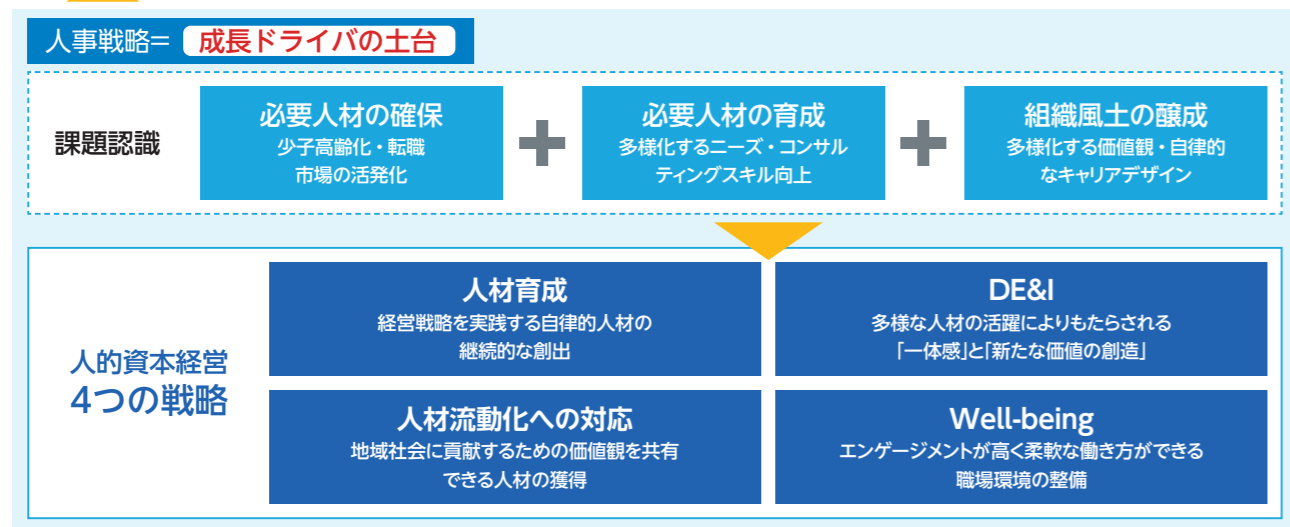 人事戦略= 成長ドライバの土台
課題認識
必要人材の確保
少子高齢化・転職
市場の活発化
必要人材の育成
多様化するニーズ・コンサル
ティングスキル向上
組織風土の醸成
多様化する価値観・自律的
なキャリアデザイン
人的資本経営
4つの戦略
人材育成
経営戦略を実践する自律的人材の
継続的な創出
DE&I
多様な人材の活躍によりもたらされる
「一体感」と「新たな価値の創造」
人材流動化への対応
地域社会に貢献するための価値観を共有
できる人材の獲得
Well-being
エンゲージメントが高く柔軟な働き方ができる
職場環境の整備